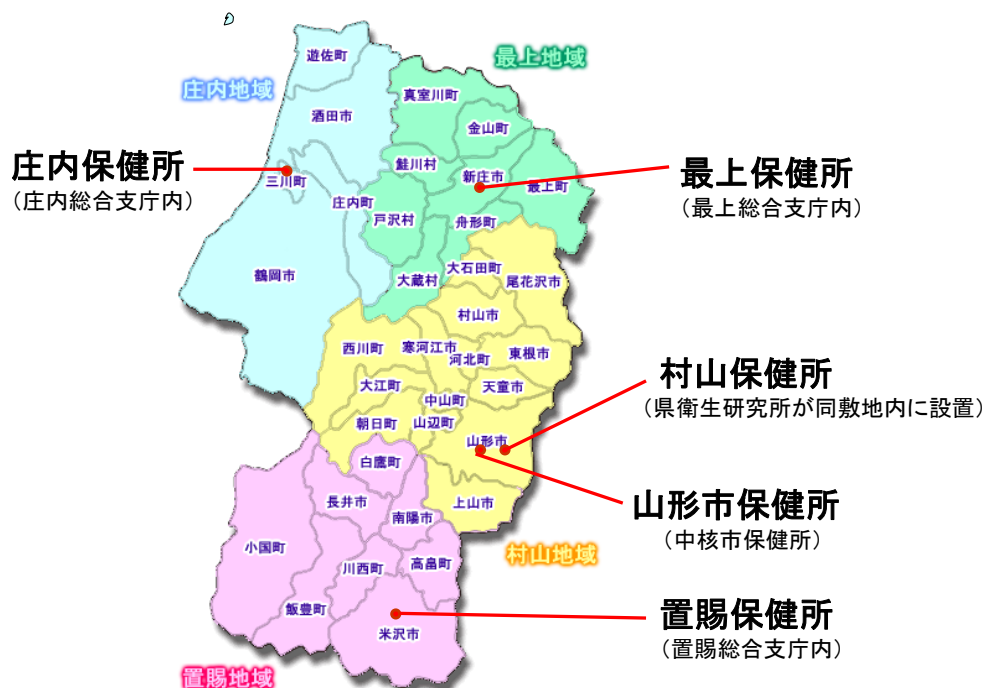 遊佐町
最上地域
庄内地域
真室川町
酒田市
金山町
庄内保健所
(庄内総合支庁内)
三川町
鮭川村
新庄市
最上町
最上保健所
(最上総合支庁内)
庄内町
戸沢村
舟形町
鶴岡市
大蔵村
大石田町
尾花沢市
村山市
西川町
寒河江市
河北町
東根市
大江町
天童市
村山保健所
(県衛生研究所が同敷地内に設置)
中山町
朝日町
山辺町
山形市
白鷹町
長井市
上山市
山形市保健所
(中核市保健所)
南陽市
小国町
村山地域
川西町
高畠町
飯豊町
米沢市
置賜保健所
(置賜総合支庁内)
置賜地域